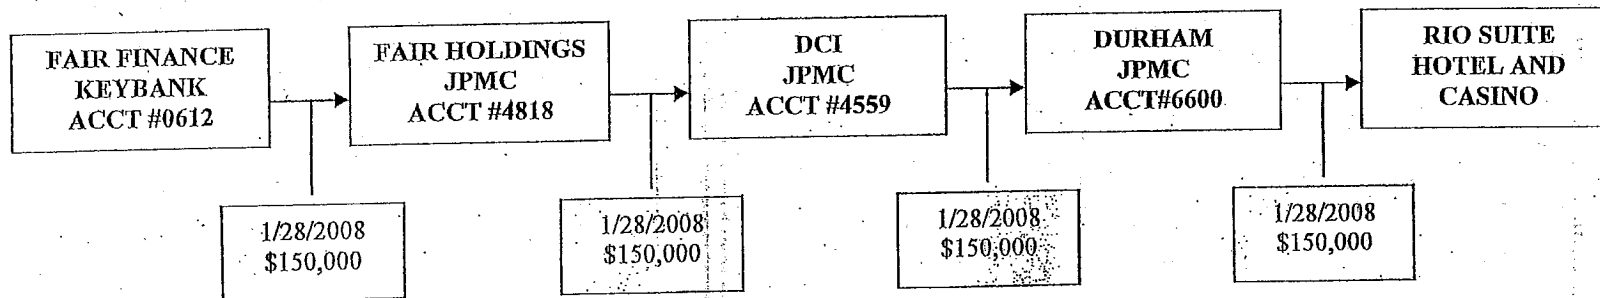 FAIR FINANCE
KEYBANK
ACCT #0612
FAIR HOLDINGS
JPMC
ACCT #4818
DCI
JPMC
ACCT #4559
DURHAM
JPMC
ACCT#6600
RIO SUITE
HOTEL AND
CASINO
1/28/2008
$150,000
1/28/2008
$150,000
1/28/2008
$150,000
1/28/2008
$150,000